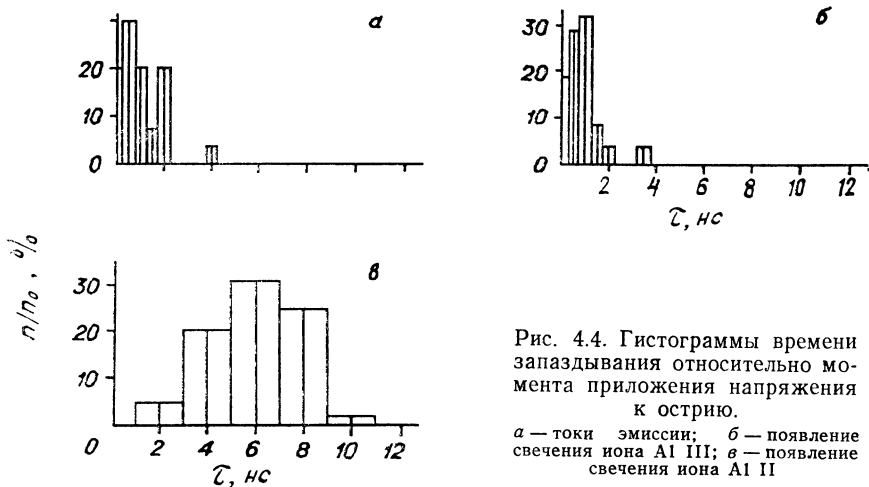 а
20
10
0
б
30
20
10
0
2 4 6 8 10 12
τ, нс
n/n₀, %
в
30
20
10
0 2 4 6 8 10 12
τ, нс
Рис. 4.4. Гистограммы времени
запаздывания относительно мо-
мента приложения напряжения
к острию.
а — токи эмиссии; б — появление
свечения иона Al III; в — появление
свечения иона Al II